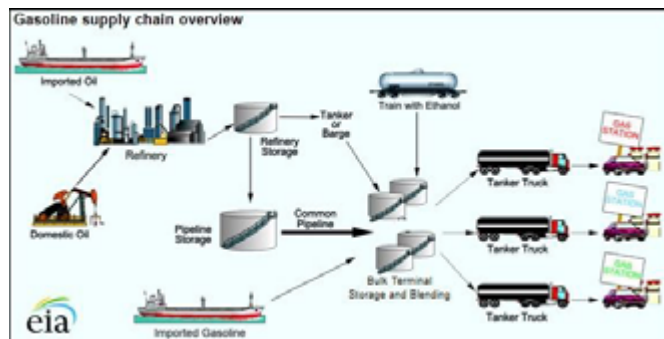 Gasoline supply chain overview
Imported Oil
Refinery
Domestic Oil
Refinery
Storage
Tanker
or
Barge
Train with Ethanol
Pipeline
Storage
Common
Pipeline
Bulk Terminal
Storage and Blending
Imported Gasoline
Tanker Truck
GAS
STATION
Tanker Truck
GAS
STATION
Tanker Truck
GAS
STATION
eia